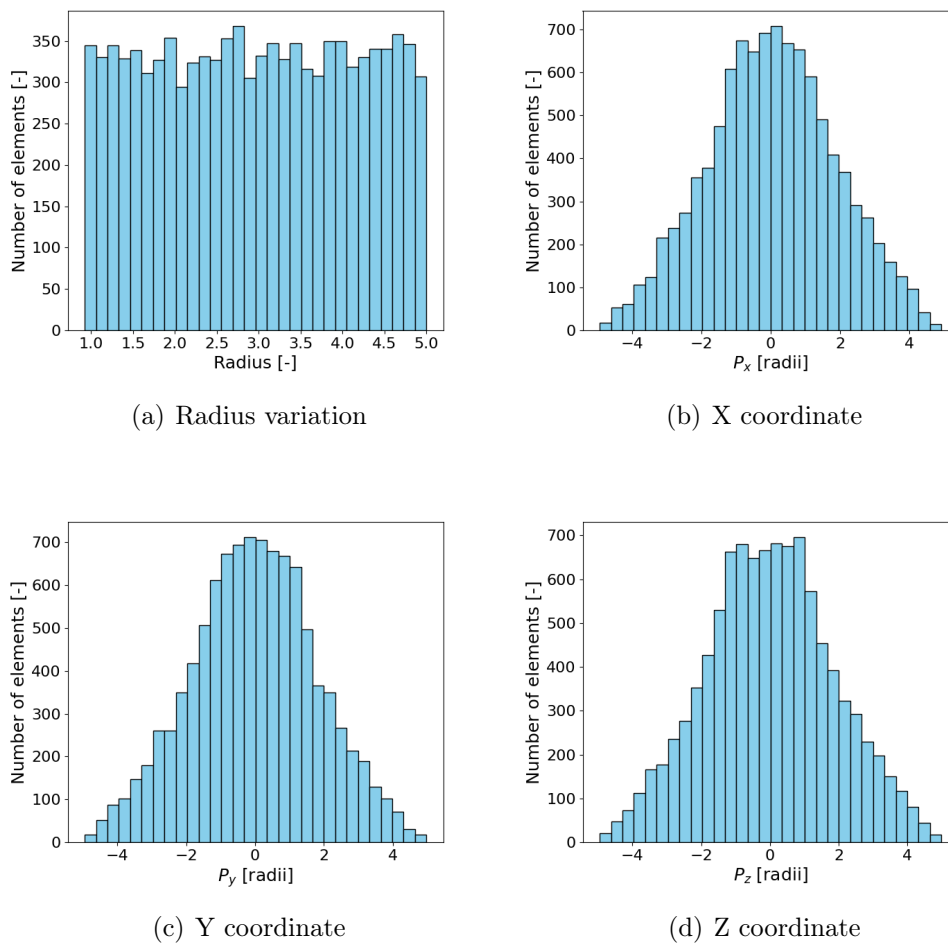 Number of elements [-]
350
300
250
200
150
100
50
0
1.0 1.5 2.0 2.5 3.0 3.5 4.0 4.5 5.0
Radius [-]
(a) Radius variation
Number of elements [-]
700
600
500
400
300
200
100
0
−4 −2 0 2 4
Pₓ [radii]
(b) X coordinate
Number of elements [-]
700
600
500
400
300
200
100
0
−4 −2 0 2 4
P_y [radii]
(c) Y coordinate
Number of elements [-]
700
600
500
400
300
200
100
0
−4 −2 0 2 4
P_z [radii]
(d) Z coordinate